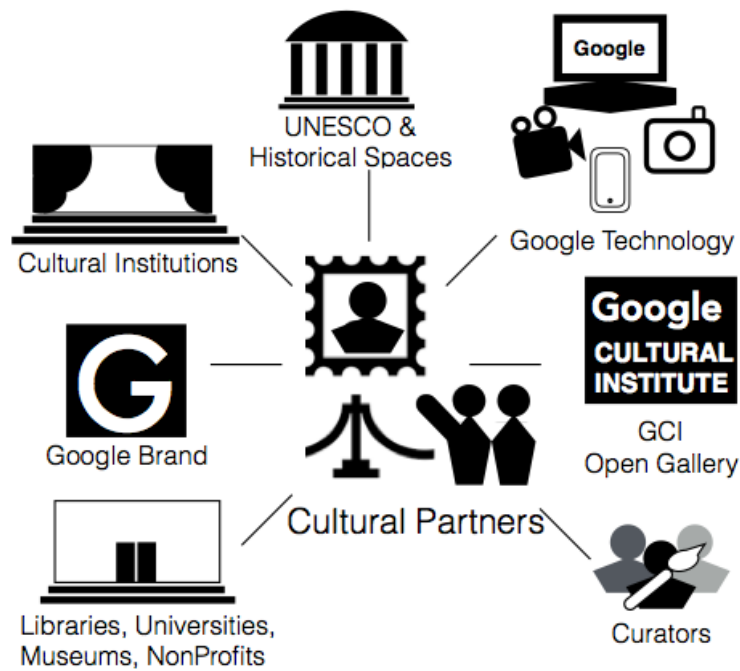 UNESCO &
Historical Spaces
Google
Google Technology
Cultural Institutions
Google
CULTURAL
INSTITUTE
GCI
Open Gallery
G
Google Brand
Cultural Partners
Libraries, Universities,
Museums, NonProfits
Curators